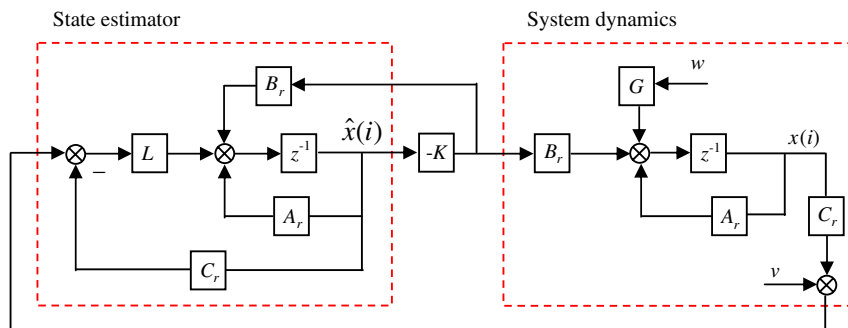 State estimator
System dynamics
B_r
G
w
x̂(i)
x(i)
−
L
z⁻¹
-K
B_r
z⁻¹
A_r
A_r
C_r
C_r
v